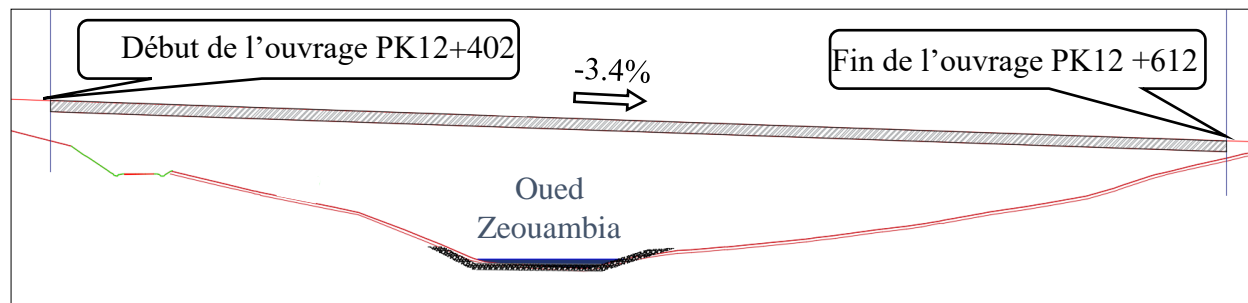 Début de l’ouvrage PK12+402
-3.4%
Fin de l’ouvrage PK12 +612
Oued
Zeouambia